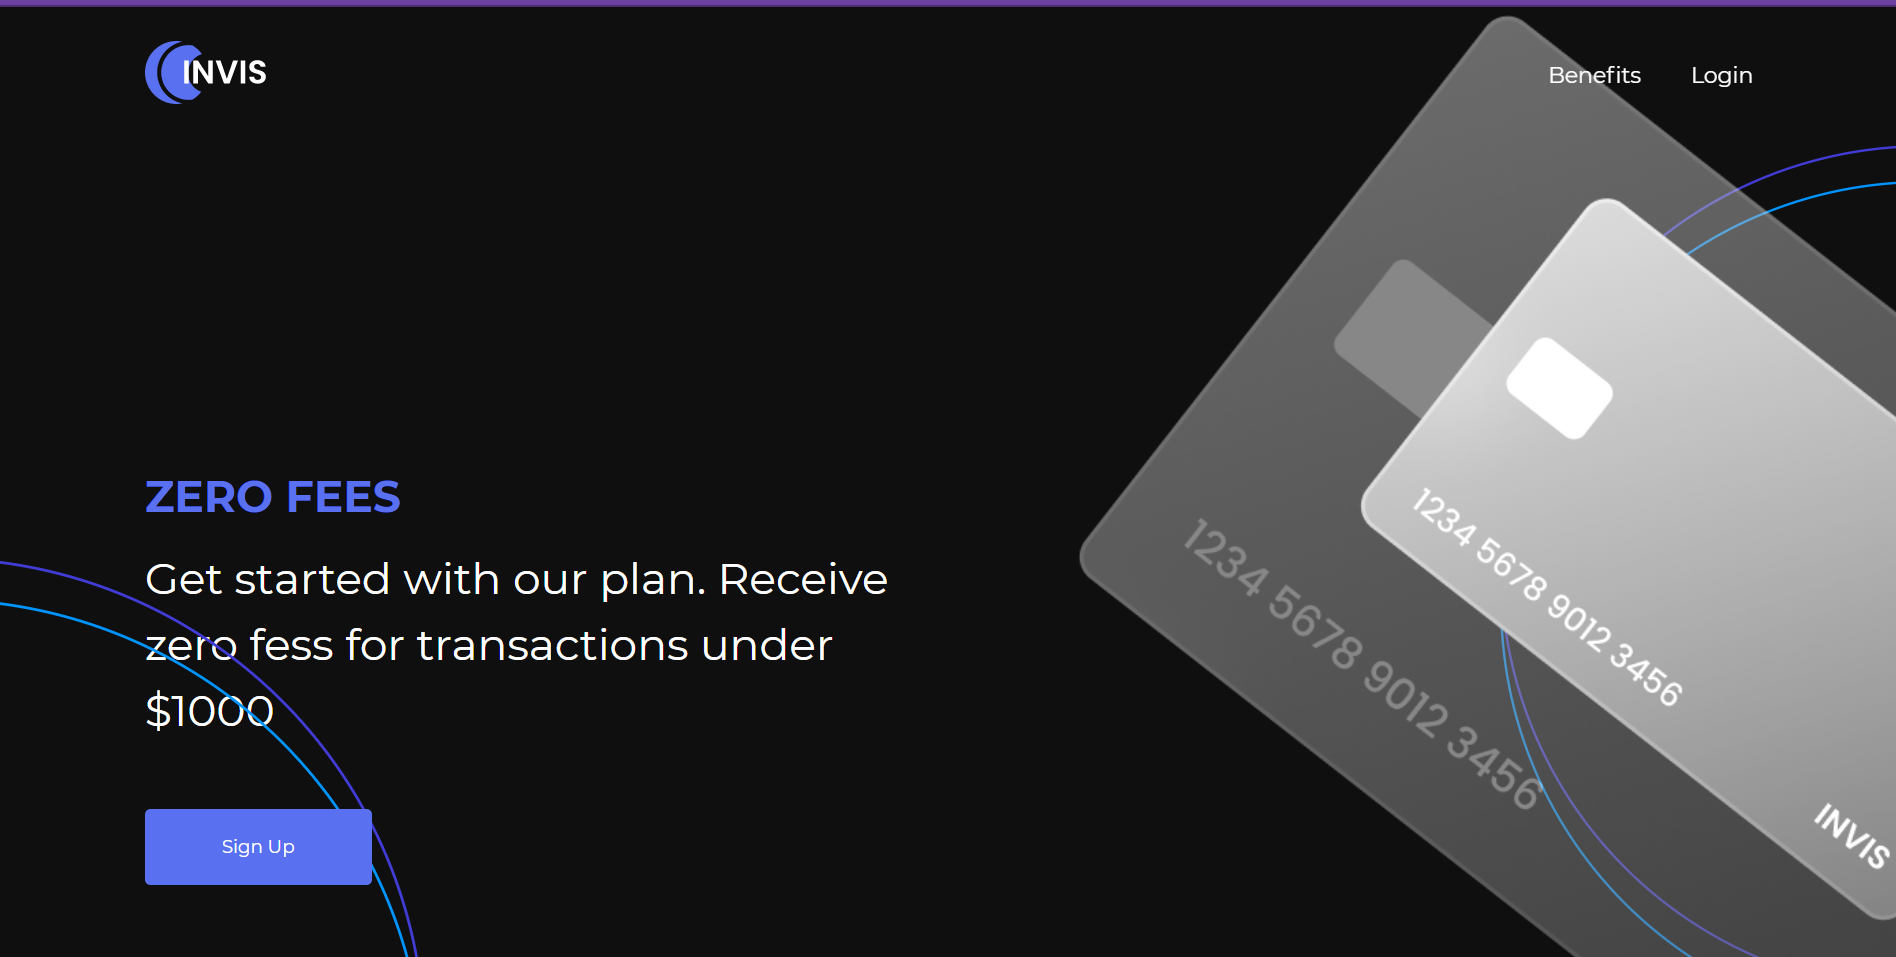 INVIS
Benefits
Login
ZERO FEES
Get started with our plan. Receive
zero fess for transactions under
$1000
Sign Up
1234 5678 9012 3456
1234 5678 9012 3456
INVIS